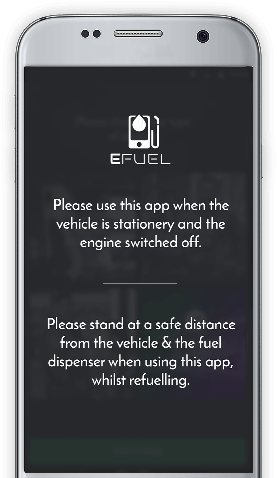 EFUEL
Please use this app when the
vehicle is stationery and the
engine switched off.
Please stand at a safe distance
from the vehicle & the fuel
dispenser when using this app,
whilst refuelling.